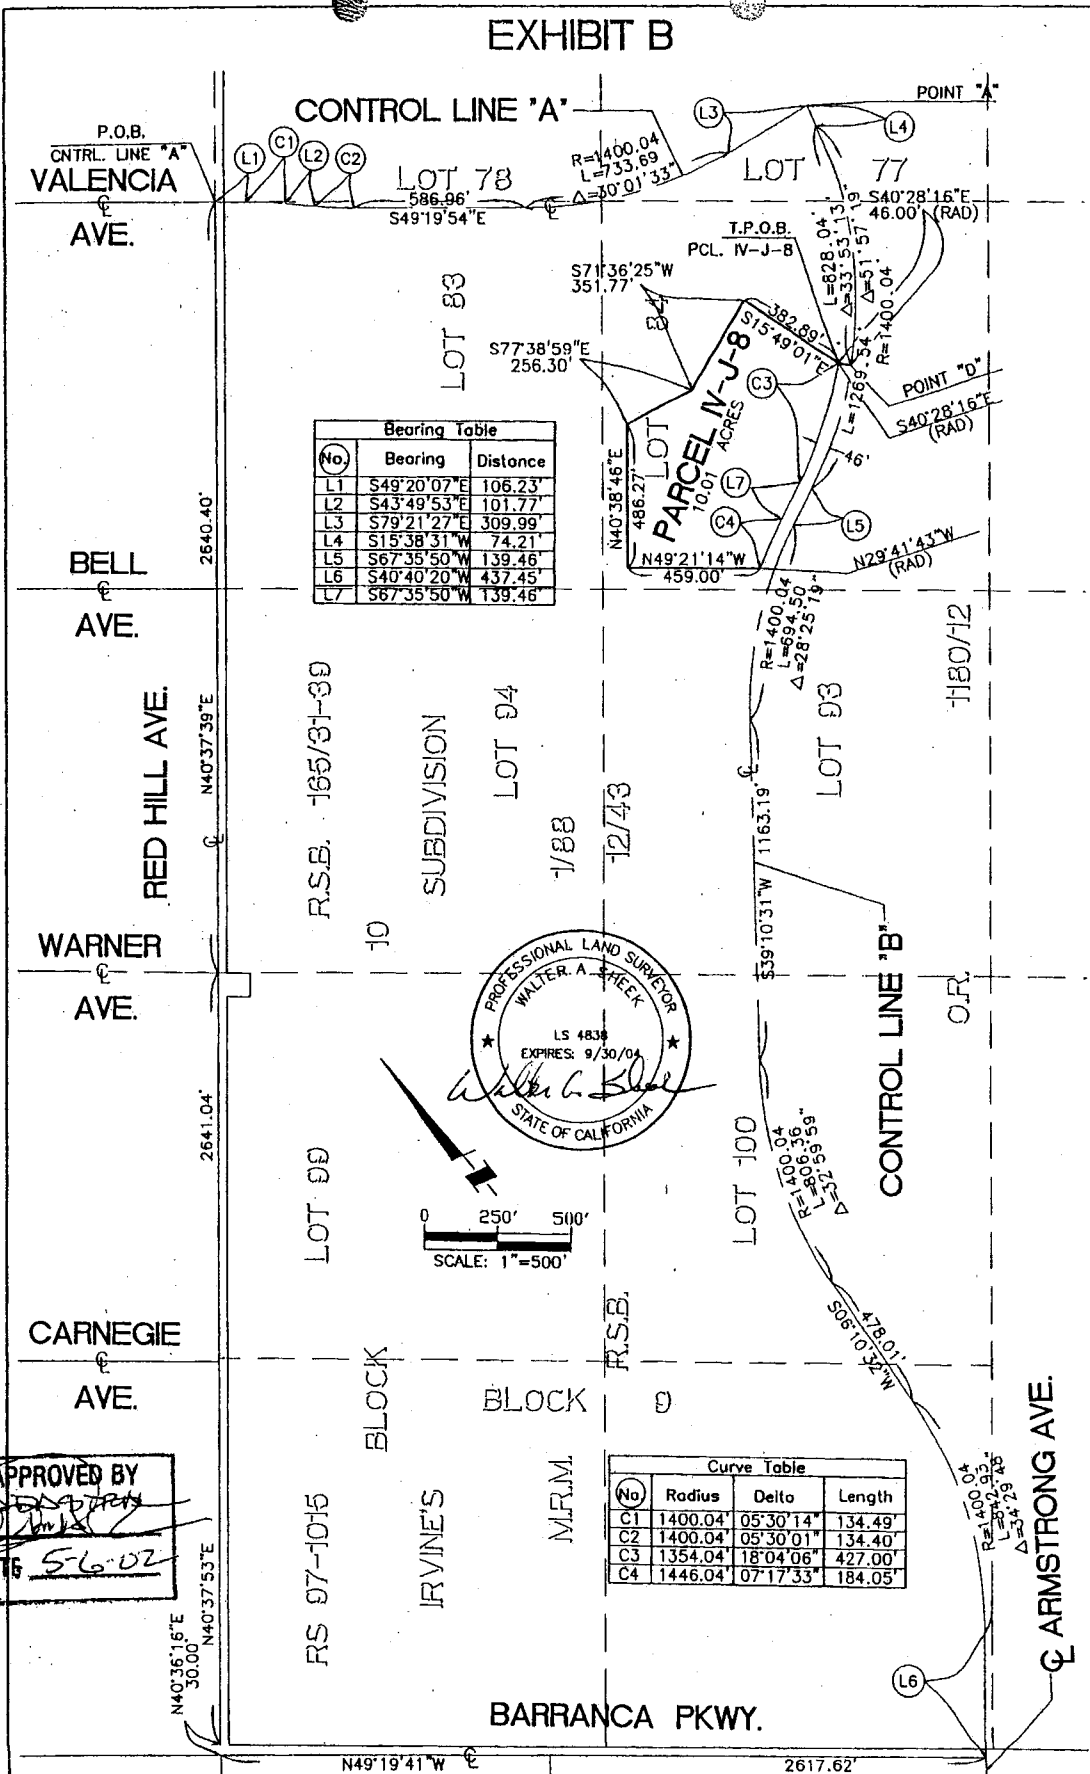 EXHIBIT B
CONTROL LINE "A"
POINT "A"
P.O.B.
CNTRL. LINE "A"
VALENCIA
℄
AVE.
L1
C1
L2
C2
L3
L4
LOT 78
586.96'
S49°19'54"E
℄
R=1400.04
L=733.69
Δ=30°01'33"
LOT 77
S40°28'16"E
46.00' (RAD)
T.P.O.B.
PCL. IV-J-8
L=828.04'
Δ=33°53'13"
Δ=51°57'19"
R=1400.04
L=1269.54'
S71°36'25"W
351.77'
LOT 83
LOT 84
382.89'
S15°49'01"E
S77°38'59"E
256.30'
C3
POINT "D"
S40°28'16"E
(RAD)
PARCEL IV-J-8
10.01 ACRES
46'
L7
C4
L5
N40°38'46"E
486.27'
N49°21'14"W
459.00'
N29°41'43"W
(RAD)
Bearing Table
No. Bearing Distance
L1 S49°20'07"E 106.23'
L2 S43°49'53"E 101.77'
L3 S79°21'27"E 309.99'
L4 S15°38'31"W 74.21'
L5 S67°35'50"W 139.46'
L6 S40°40'20"W 437.45'
L7 S67°35'50"W 139.46'
2640.40'
BELL
℄
AVE.
R=1400.04
L=694.50
Δ=28°25'19"
1180/12
RED HILL AVE.
N40°37'39"E
℄
R.S.B. 165/31-39
SUBDIVISION
LOT 94
LOT 93
℄
1/88
12/43
1163.19'
S39°10'31"W
10
WARNER
℄
AVE.
CONTROL LINE "B"
O.R.
PROFESSIONAL LAND SURVEYOR
WALTER A. SHEEK
LS 4838
EXPIRES: 9/30/04
STATE OF CALIFORNIA
2641.04'
LOT 99
LOT 100
R=1400.04
L=806.36
Δ=32°59'59"
0 250' 500'
SCALE: 1"=500'
478.01'
S06°10'32"W
CARNEGIE
℄
AVE.
BLOCK
R.S.B.
BLOCK 9
APPROVED BY
5-6-02
RS 97-1015
IRVINE'S
M.R.M.
Curve Table
No. Radius Delta Length
C1 1400.04' 05°30'14" 134.49'
C2 1400.04' 05°30'01" 134.40'
C3 1354.04' 18°04'06" 427.00'
C4 1446.04' 07°17'33" 184.05'
R=1400.04
L=842.93'
Δ=34°29'48"
℄ ARMSTRONG AVE.
N40°37'53"E
N40°36'16"E
30.00'
L6
BARRANCA PKWY.
N49°19'41"W
℄
2617.62'